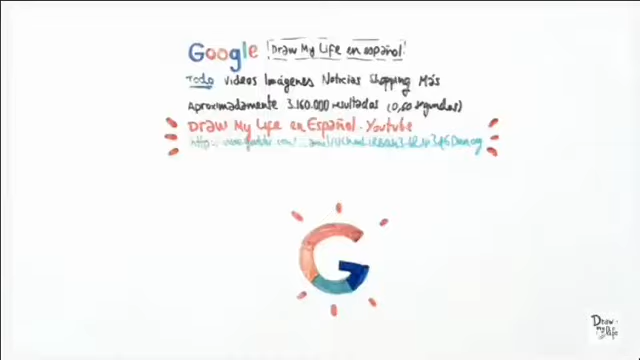 Google Draw My Life en español
Todo Videos Imágenes Noticias Shopping Más
Aproximadamente 3.160.000 resultados (0,60 segundos)
Draw My Life en Español - Youtube
G
Draw
my
life